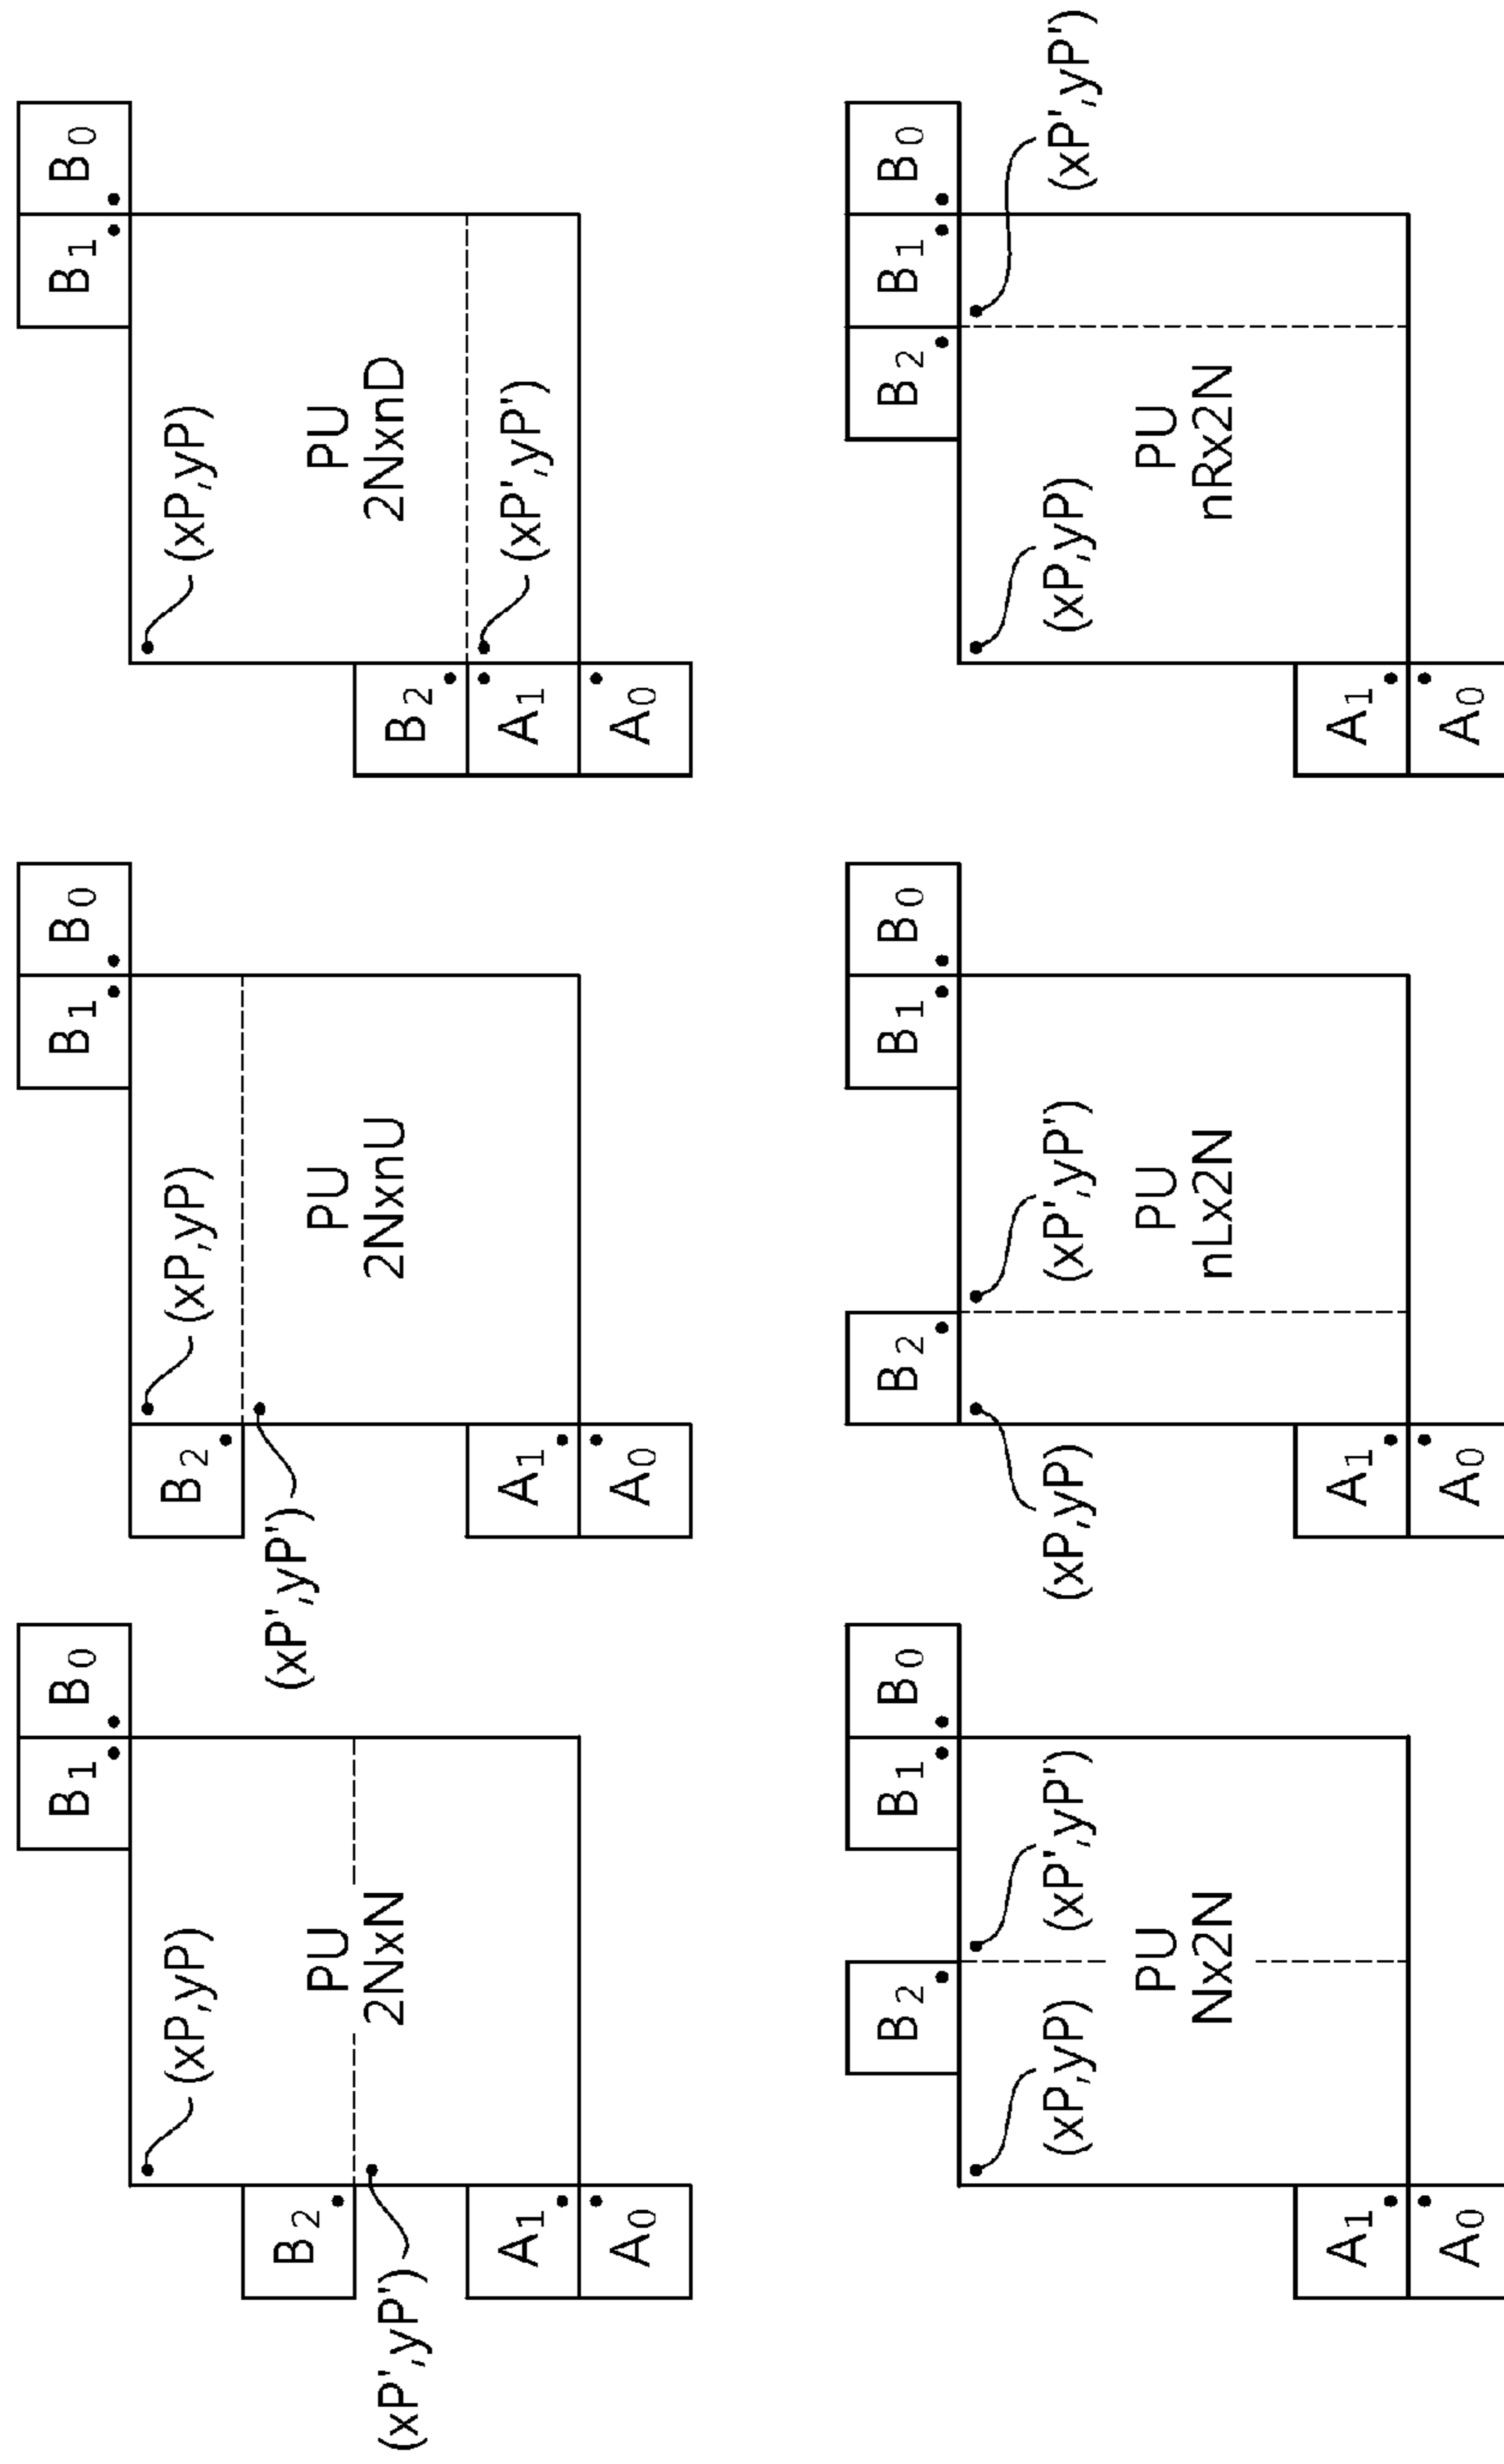 B1 B0
(xP,yP)
B2
PU
2NxN
(xP',yP')
A1
A0
B1 B0
B2 (xP,yP)
(xP',yP')
PU
2NxnU
A1
A0
B1 B0
(xP,yP)
PU
2NxnD
B2
A1 (xP',yP')
A0
B2 B1 B0
(xP,yP) (xP',yP')
PU
Nx2N
A1
A0
B2 B1 B0
(xP,yP) (xP',yP')
PU
nLx2N
A1
A0
B2 B1 B0
(xP,yP) (xP',yP')
PU
nRx2N
A1
A0